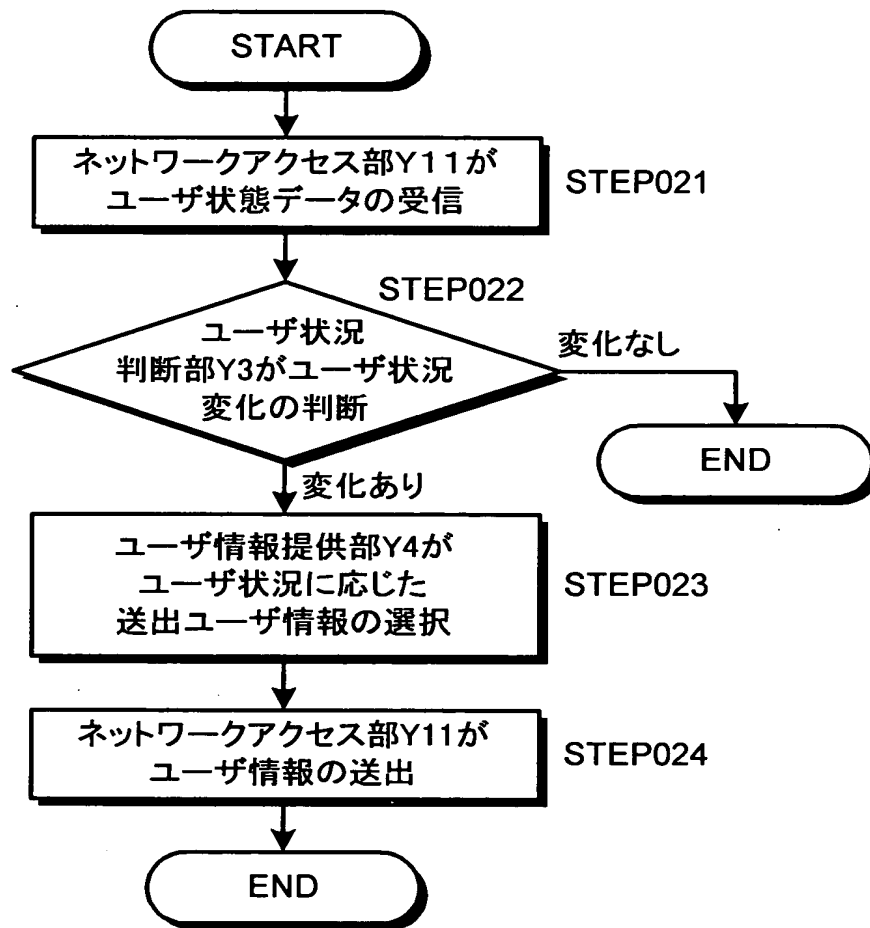 START
ネットワークアクセス部Y11が
ユーザ状態データの受信
STEP021
STEP022
ユーザ状況
判断部Y3がユーザ状況
変化の判断
変化なし
END
変化あり
ユーザ情報提供部Y4が
ユーザ状況に応じた
送出ユーザ情報の選択
STEP023
ネットワークアクセス部Y11が
ユーザ情報の送出
STEP024
END